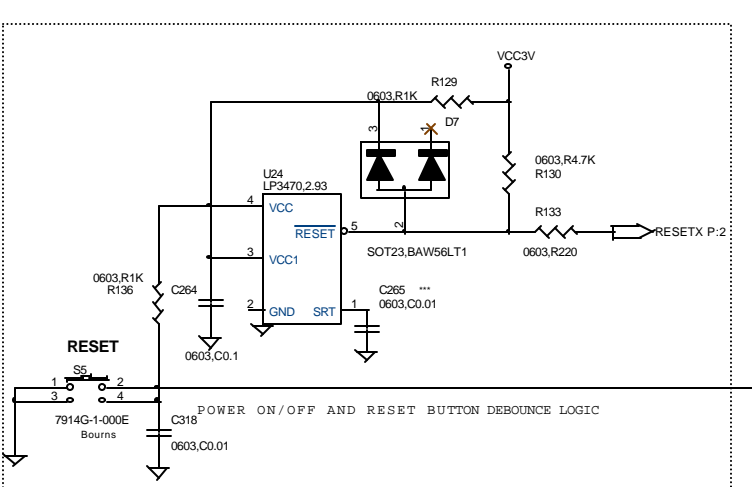 VCC3V
R129
0603,R1K
D7
3
1
U24
LP3470,2.93
0603,R4.7K
R130
4
VCC
RESET
5
2
R133
RESETX P:2
SOT23,BAW56LT1
0603,R220
3
VCC1
0603,R1K
R136
C264
C265 ***
0603,C0.01
2
GND
SRT
1
0603,C0.1
RESET
S5
1
2
3
4
7914G-1-000E
Bourns
POWER ON/OFF AND RESET BUTTON DEBOUNCE LOGIC
C318
0603,C0.01